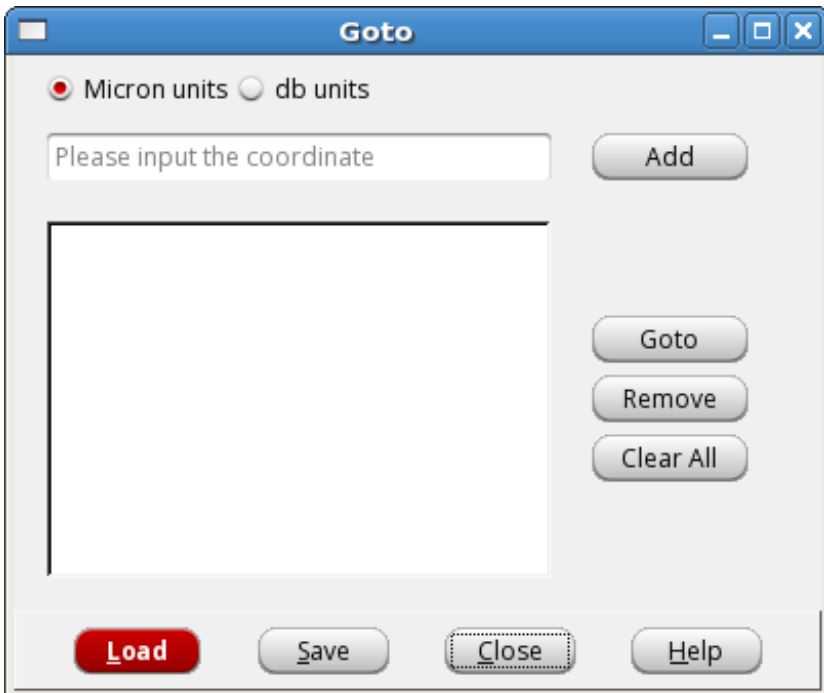 Goto
Micron units db units
Please input the coordinate Add
Goto
Remove
Clear All
Load Save Close Help